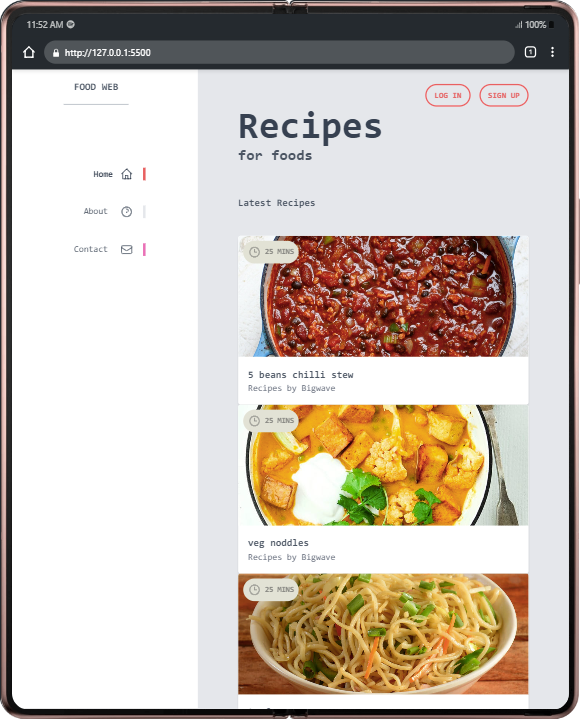 11:52 AM
100%
http://127.0.0.1:5500
1
FOOD WEB
Home
About
Contact
LOG IN
SIGN UP
Recipes
for foods
Latest Recipes
25 MINS
5 beans chilli stew
Recipes by Bigwave
25 MINS
veg noddles
Recipes by Bigwave
25 MINS